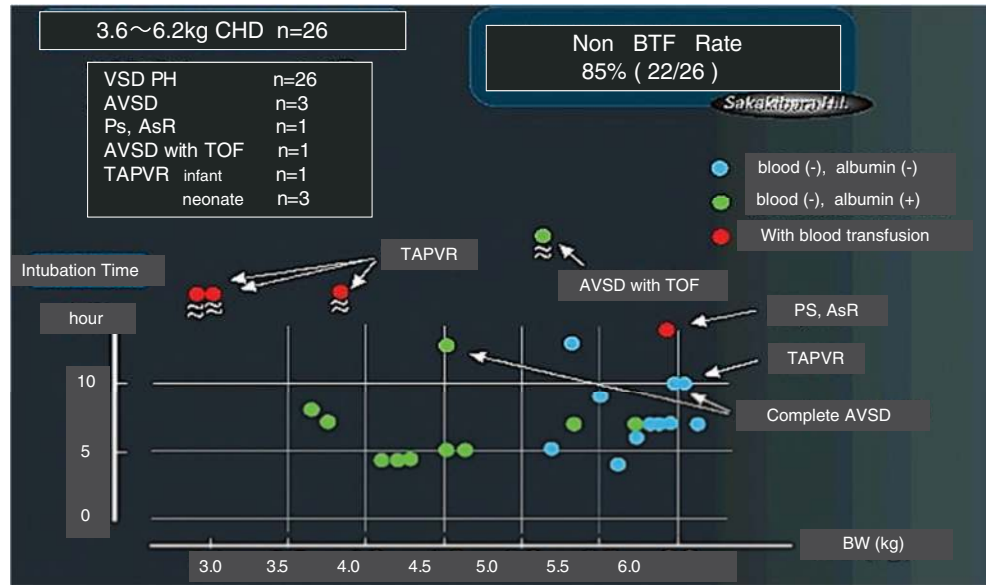 3.6～6.2kg CHD n=26
Non BTF Rate
85% ( 22/26 )
Sakakibara H.I.
VSD PH n=26
AVSD n=3
Ps, AsR n=1
AVSD with TOF n=1
TAPVR infant n=1
neonate n=3
blood (-), albumin (-)
blood (-), albumin (+)
With blood transfusion
Intubation Time
TAPVR
AVSD with TOF
hour
PS, AsR
TAPVR
Complete AVSD
10
5
0
BW (kg)
3.0 3.5 4.0 4.5 5.0 5.5 6.0